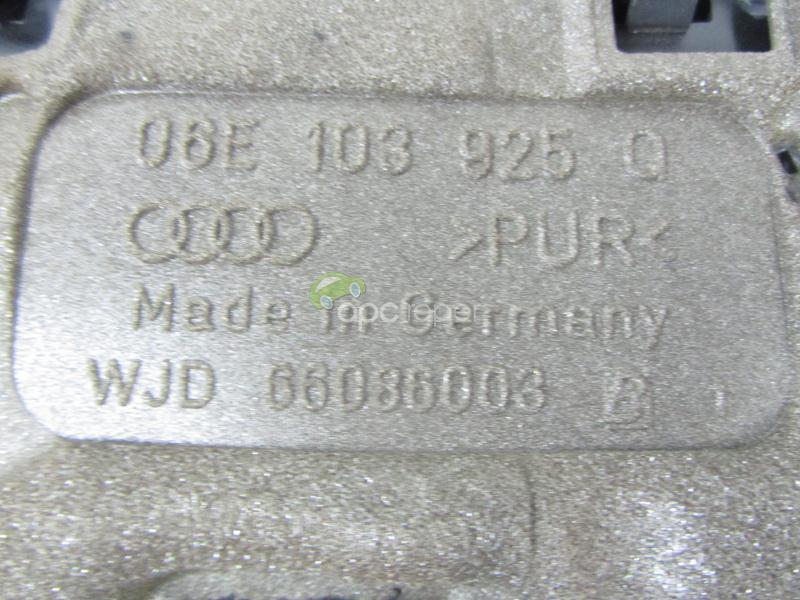 06E 103 925 Q
>PUR<
Made in Germany
WJD 66086003 B